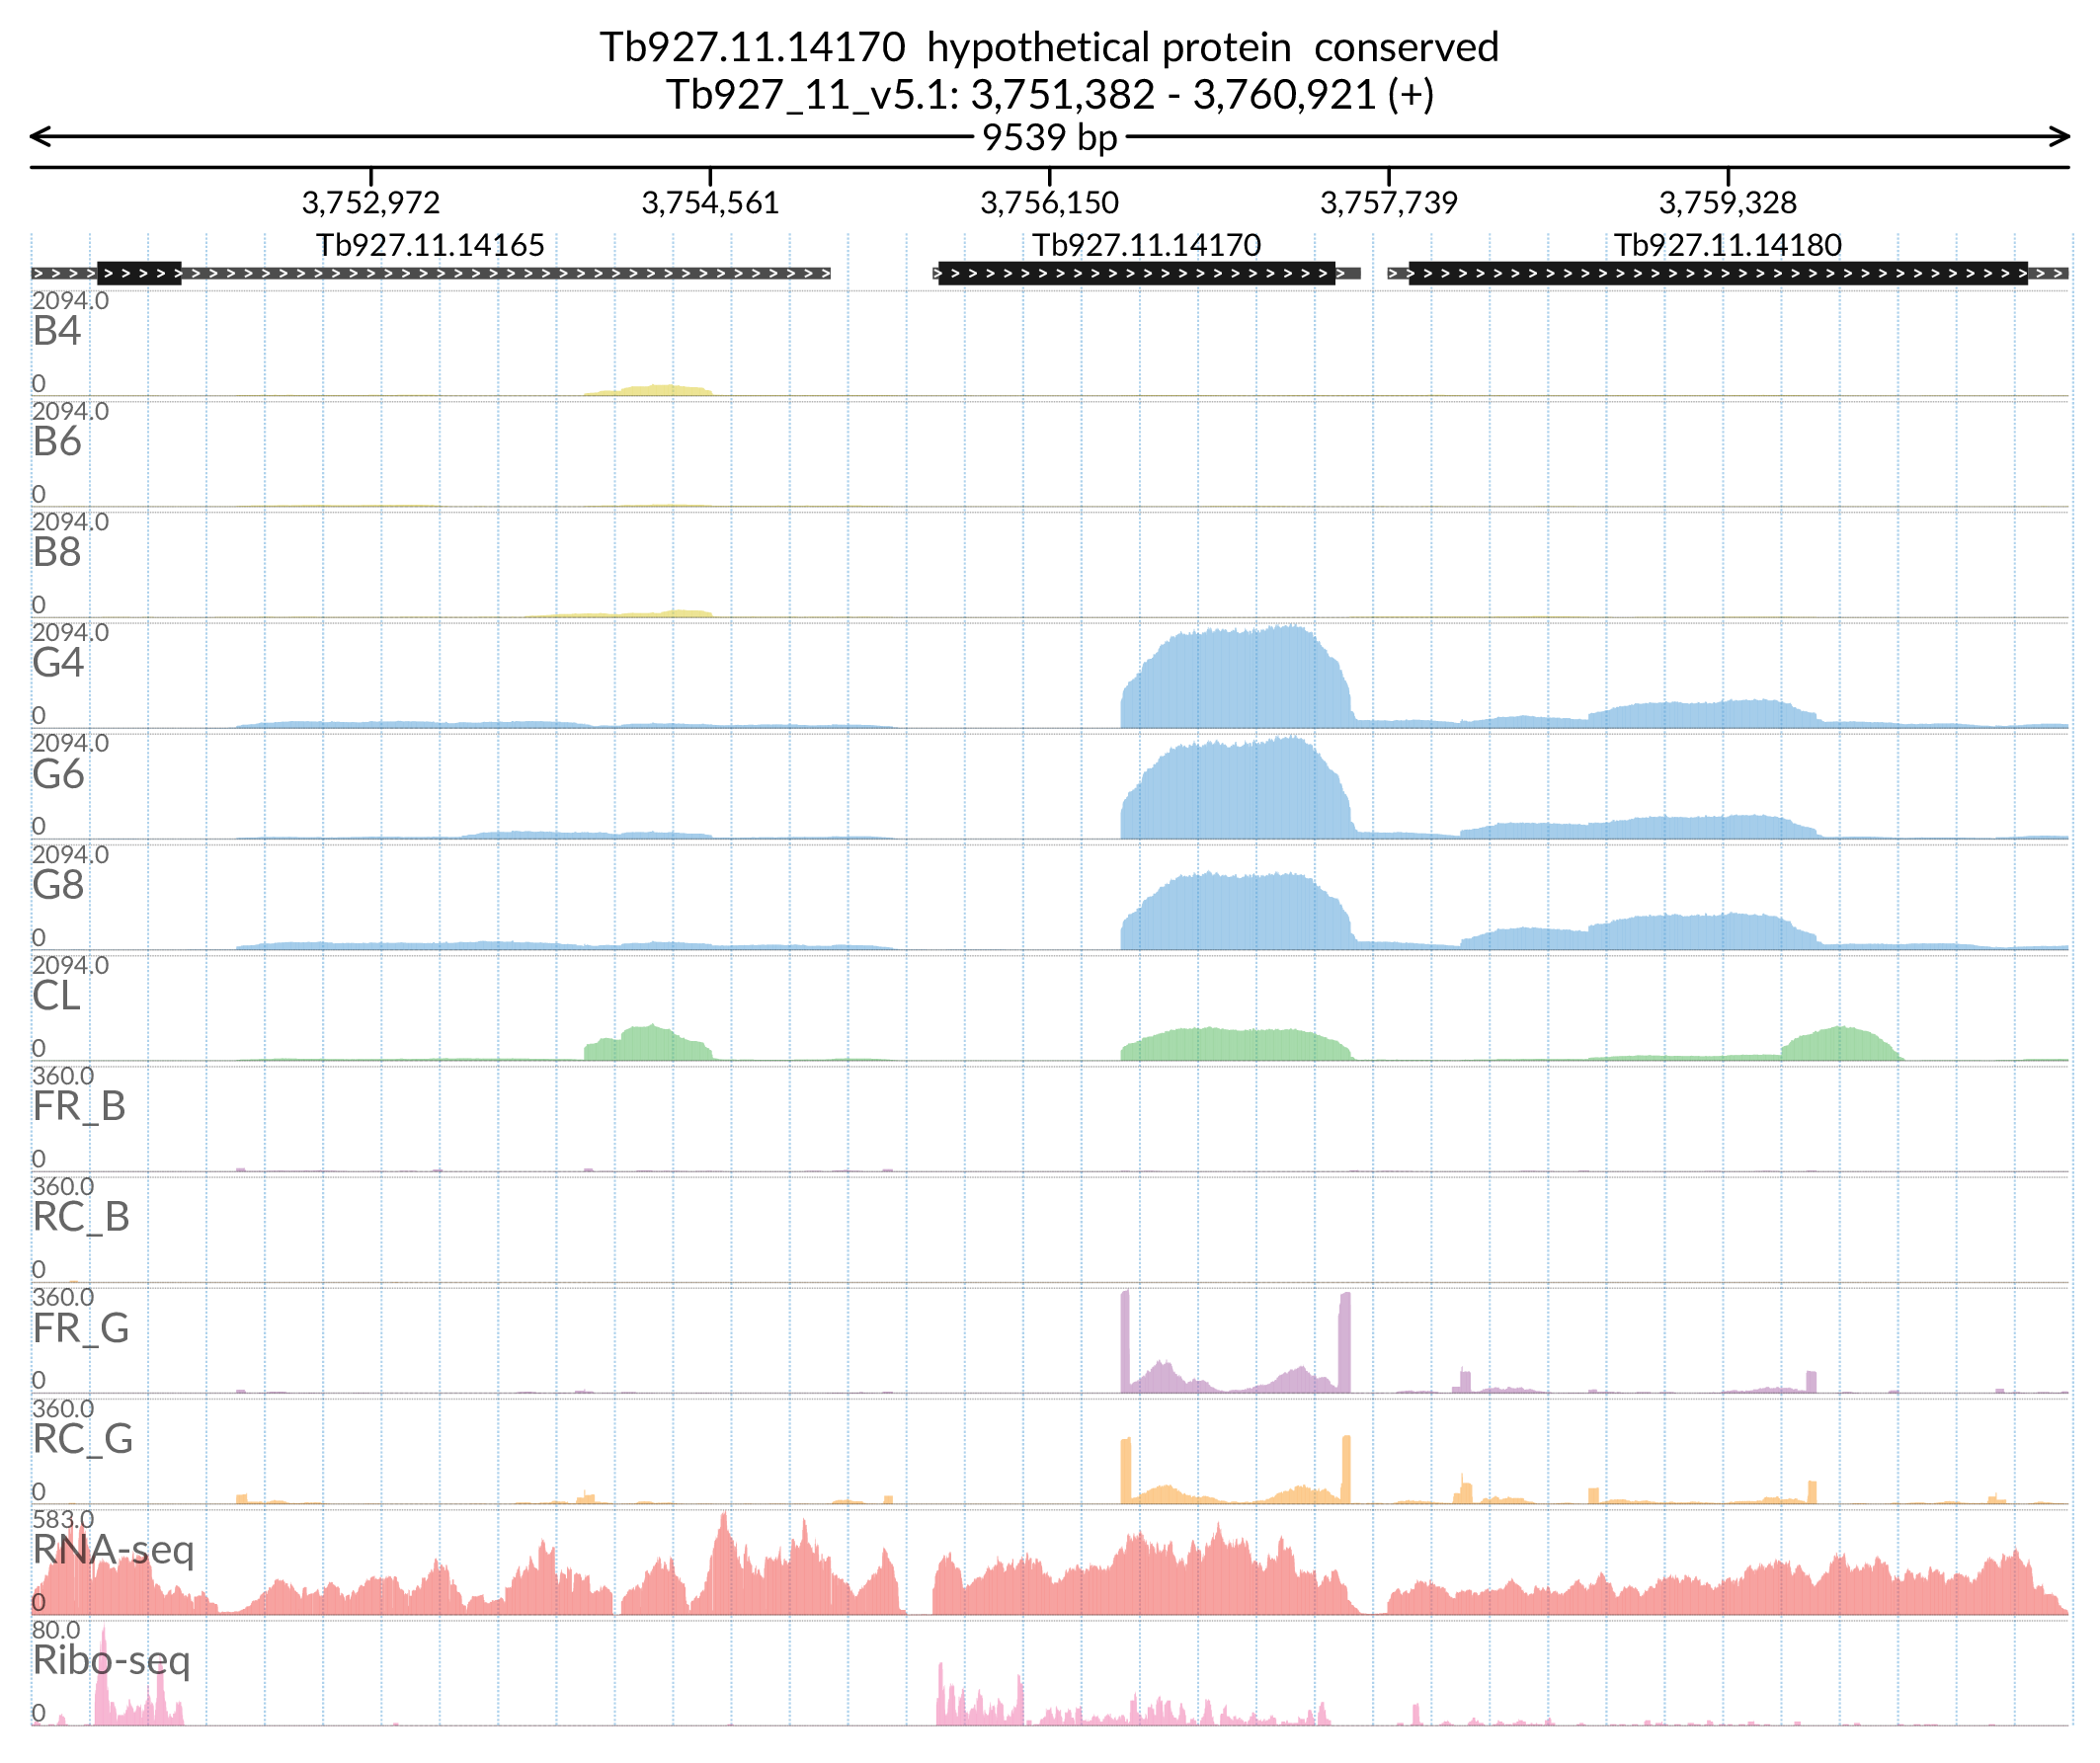 Tb927.11.14170 hypothetical protein conserved
Tb927_11_v5.1: 3,751,382 - 3,760,921 (+)
9539 bp
3,752,972 3,754,561 3,756,150 3,757,739 3,759,328
Tb927.11.14165 Tb927.11.14170 Tb927.11.14180
2094.0
B4
0
2094.0
B6
0
2094.0
B8
0
2094.0
G4
0
2094.0
G6
0
2094.0
G8
0
2094.0
CL
0
360.0
FR_B
0
360.0
RC_B
0
360.0
FR_G
0
360.0
RC_G
0
583.0
RNA-seq
0
80.0
Ribo-seq
0